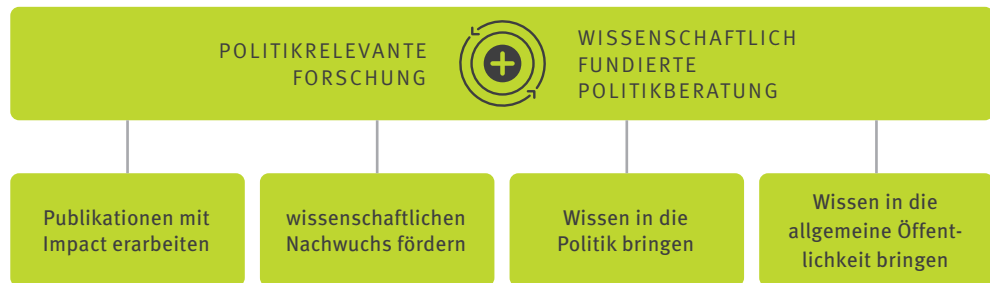 POLITIKRELEVANTE
FORSCHUNG
WISSENSCHAFTLICH
FUNDIERTE
POLITIKBERATUNG
Publikationen mit
Impact erarbeiten
wissenschaftlichen
Nachwuchs fördern
Wissen in die
Politik bringen
Wissen in die
allgemeine Öffent-
lichkeit bringen